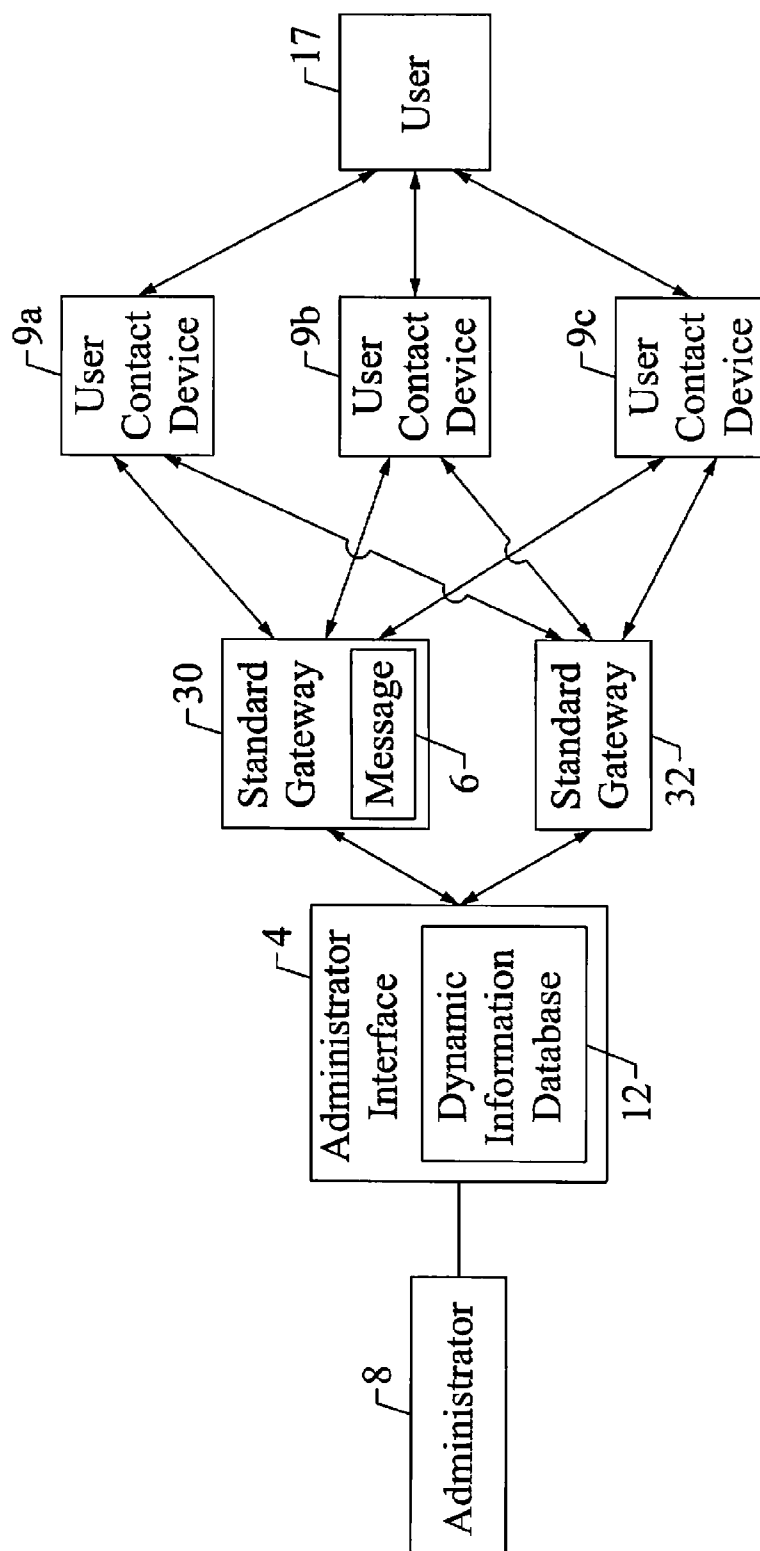 8
Administrator
4
Administrator
Interface
Dynamic
Information
Database
12
30
Standard
Gateway
Message
6
Standard
Gateway
32
9a
User
Contact
Device
9b
User
Contact
Device
9c
User
Contact
Device
17
User